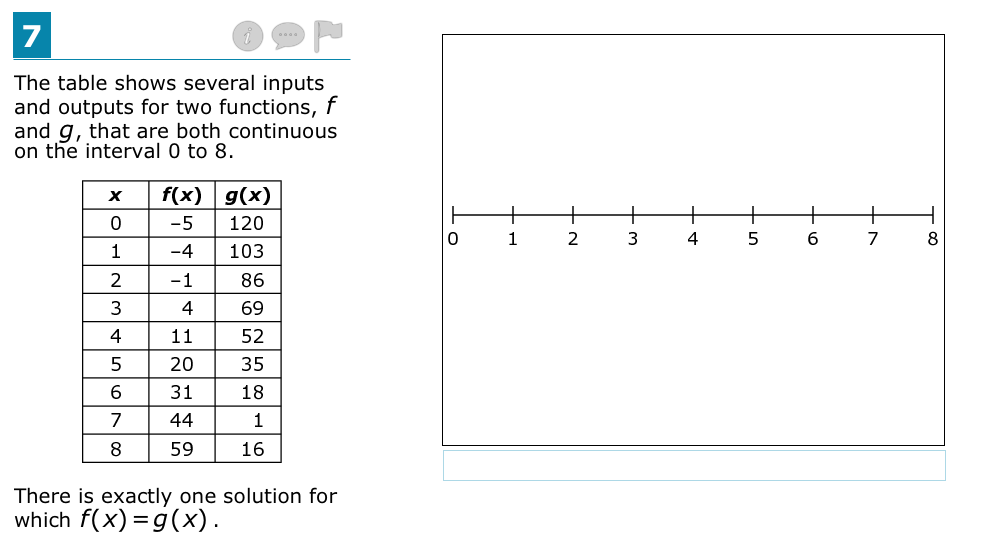 7
The table shows several inputs
and outputs for two functions, f
and g, that are both continuous
on the interval 0 to 8.
x f(x) g(x)
0 –5 120
1 –4 103
2 –1 86
3 4 69
4 11 52
5 20 35
6 31 18
7 44 1
8 59 16
There is exactly one solution for
which f(x)=g(x).
0 1 2 3 4 5 6 7 8